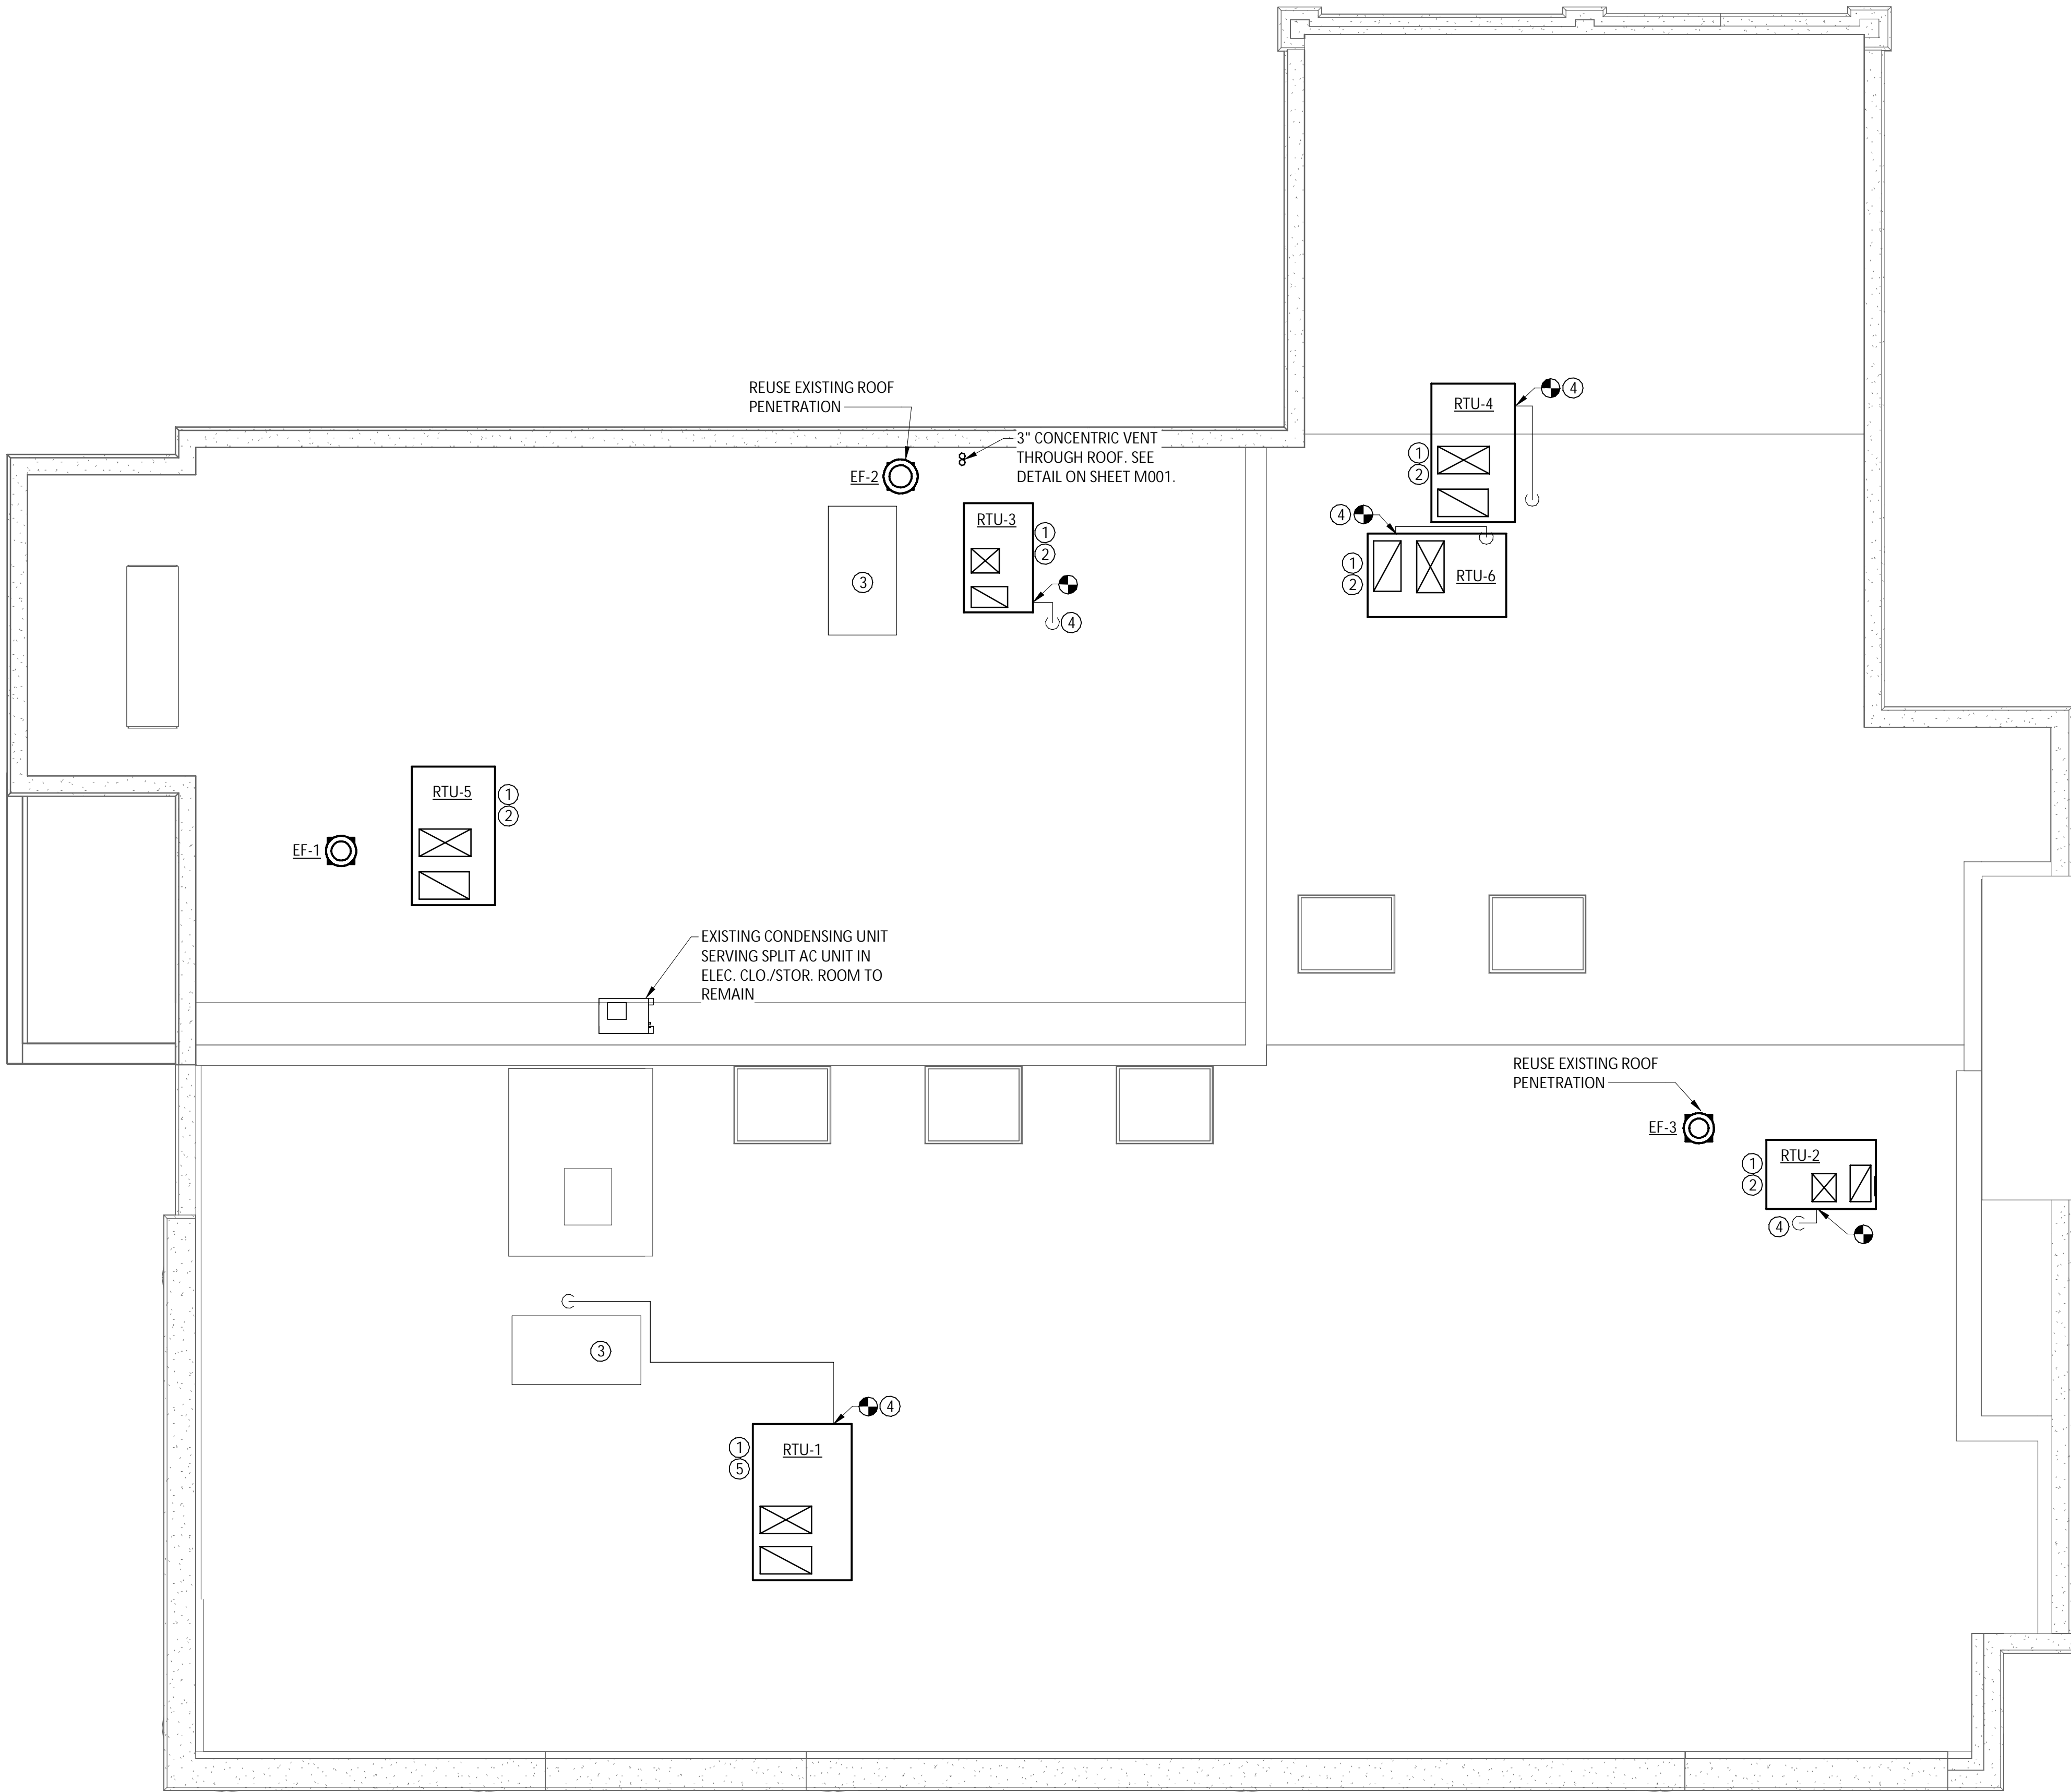 REUSE EXISTING ROOF
PENETRATION
3" CONCENTRIC VENT
THROUGH ROOF. SEE
DETAIL ON SHEET M001.
EF-2
RTU-3
1
2
3
4
RTU-4
4
1
2
4
1
2
RTU-6
RTU-5
1
2
EF-1
EXISTING CONDENSING UNIT
SERVING SPLIT AC UNIT IN
ELEC. CLO./STOR. ROOM TO
REMAIN
REUSE EXISTING ROOF
PENETRATION
EF-3
RTU-2
1
2
4
3
4
1
5
RTU-1